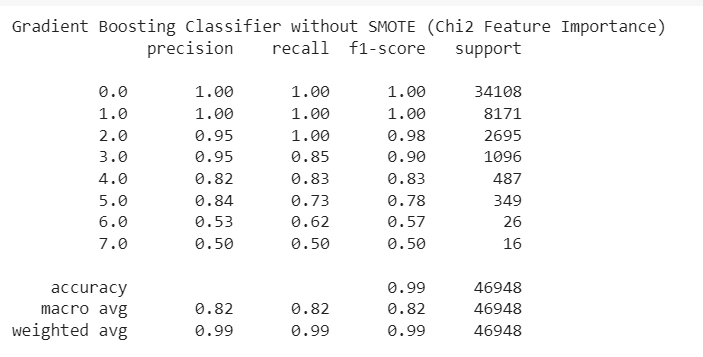 Gradient Boosting Classifier without SMOTE (Chi2 Feature Importance)
precision recall f1-score support
0.0 1.00 1.00 1.00 34108
1.0 1.00 1.00 1.00 8171
2.0 0.95 1.00 0.98 2695
3.0 0.95 0.85 0.90 1096
4.0 0.82 0.83 0.83 487
5.0 0.84 0.73 0.78 349
6.0 0.53 0.62 0.57 26
7.0 0.50 0.50 0.50 16
accuracy 0.99 46948
macro avg 0.82 0.82 0.82 46948
weighted avg 0.99 0.99 0.99 46948